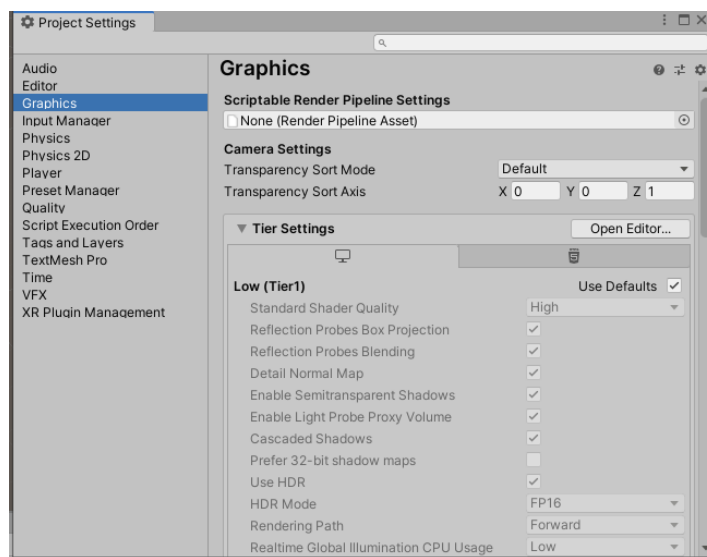 Project Settings
Audio
Editor
Graphics
Input Manager
Physics
Physics 2D
Player
Preset Manager
Quality
Script Execution Order
Tags and Layers
TextMesh Pro
Time
VFX
XR Plugin Management
Graphics
Scriptable Render Pipeline Settings
None (Render Pipeline Asset)
Camera Settings
Transparency Sort Mode Default
Transparency Sort Axis X 0 Y 0 Z 1
Tier Settings Open Editor...
Low (Tier1) Use Defaults
Standard Shader Quality High
Reflection Probes Box Projection
Reflection Probes Blending
Detail Normal Map
Enable Semitransparent Shadows
Enable Light Probe Proxy Volume
Cascaded Shadows
Prefer 32-bit shadow maps
Use HDR
HDR Mode FP16
Rendering Path Forward
Realtime Global Illumination CPU Usage Low